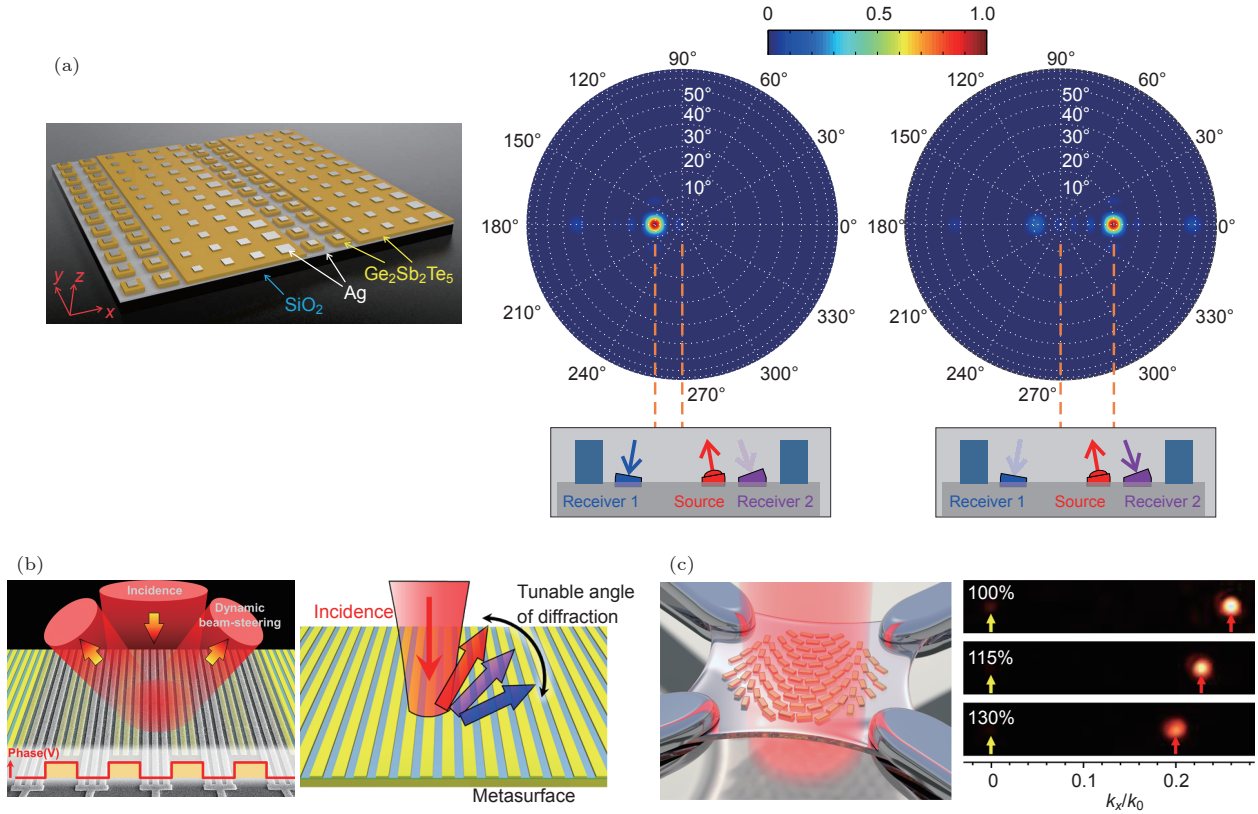 (a)
0
0.5
1.0
Ge₂Sb₂Te₅
Ag
SiO₂
y
z
x
90°
120°
60°
50°
40°
150°
30°
30°
20°
10°
180°
0°
210°
330°
240°
300°
270°
90°
120°
60°
50°
40°
150°
30°
30°
20°
10°
180°
0°
210°
330°
240°
300°
270°
Receiver 1
Source
Receiver 2
Receiver 1
Source
Receiver 2
(b)
Incidence
Dynamic
beam-steering
Phase(V)
Incidence
Tunable angle
of diffraction
Metasurface
(c)
100%
115%
130%
0
0.1
0.2
kₓ/k₀